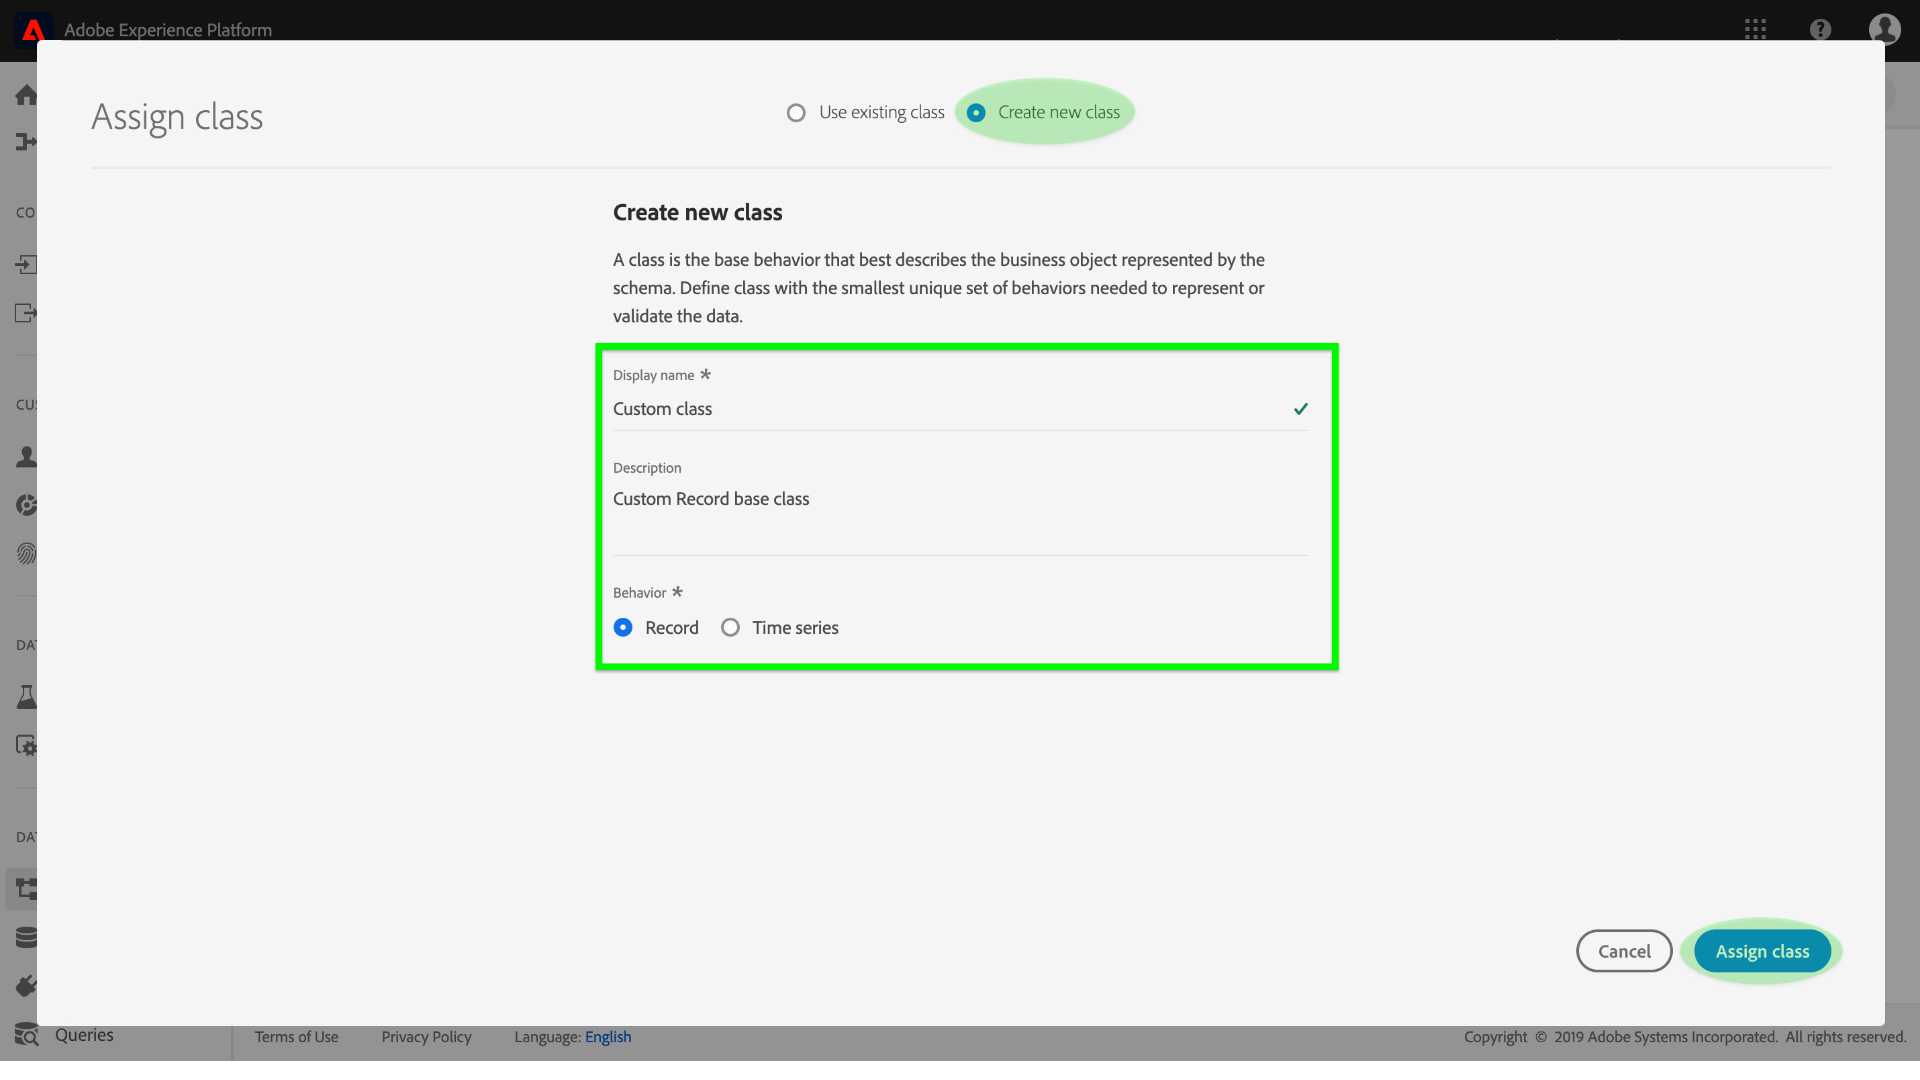 Adobe Experience Platform
Assign class
Use existing class
Create new class
Create new class
A class is the base behavior that best describes the business object represented by the
schema. Define class with the smallest unique set of behaviors needed to represent or
validate the data.
Display name *
Custom class
Description
Custom Record base class
Behavior *
Record
Time series
CO
CUS
DAT
DAT
Cancel
Assign class
Queries
Terms of Use
Privacy Policy
Language: English
Copyright © 2019 Adobe Systems Incorporated. All rights reserved.